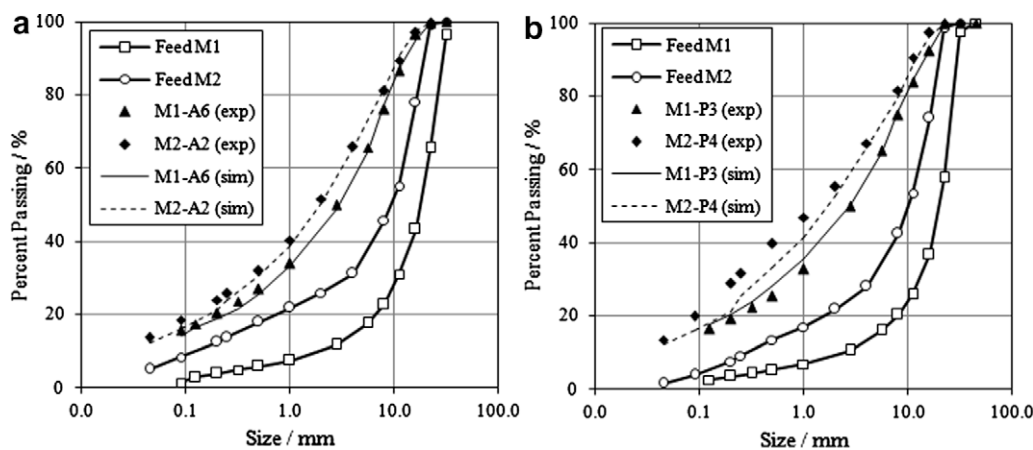 a
100
80
60
40
20
0
Percent Passing / %
Feed M1
Feed M2
M1-A6 (exp)
M2-A2 (exp)
M1-A6 (sim)
M2-A2 (sim)
0.0 0.1 1.0 10.0 100.0
Size / mm
b
100
80
60
40
20
0
Percent Passing / %
Feed M1
Feed M2
M1-P3 (exp)
M2-P4 (exp)
M1-P3 (sim)
M2-P4 (sim)
0.0 0.1 1.0 10.0 100.0
Size / mm